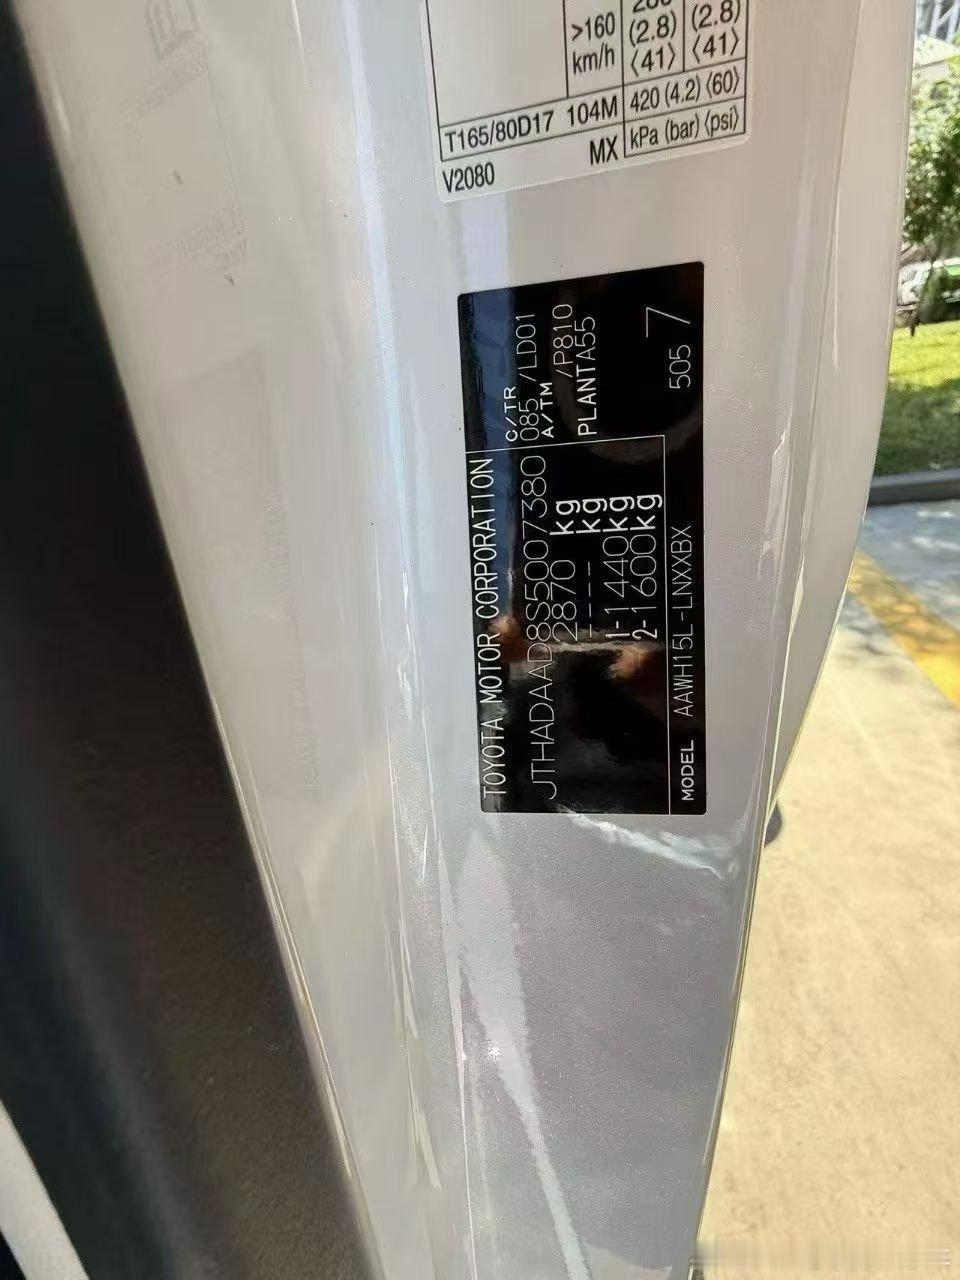 >160 km/h
(2.8) (2.8)
⟨41⟩ ⟨41⟩
T165/80D17 104M 420 (4.2) ⟨60⟩
V2080 MX kPa (bar) ⟨psi⟩
TOYOTA MOTOR CORPORATION
JTHADAAD8S5007380
2870 kg
---- kg
1-1440kg
2-1600kg
C/TR
085 /LD01
A/TM
/P810
PLANT A55
MODEL AAWH15L-LNXXBX
505 7